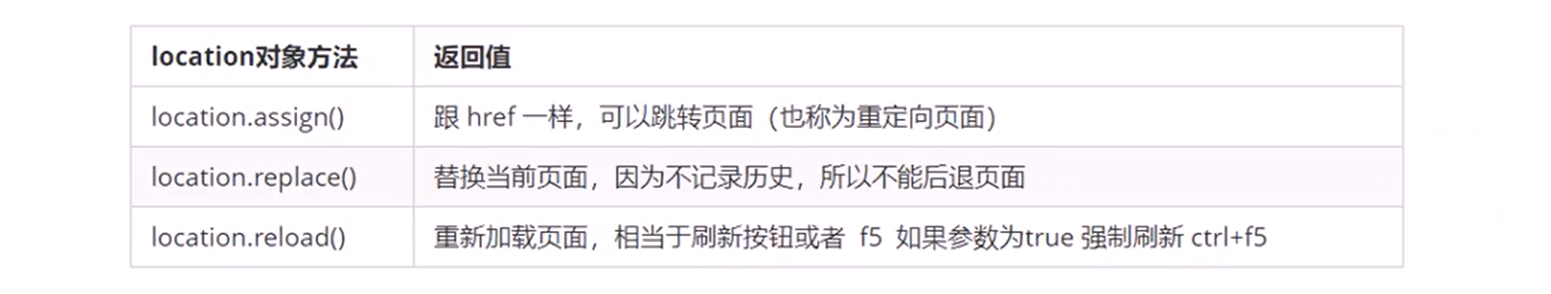 location对象方法 返回值
location.assign() 跟 href 一样，可以跳转页面（也称为重定向页面）
location.replace() 替换当前页面，因为不记录历史，所以不能后退页面
location.reload() 重新加载页面，相当于刷新按钮或者 f5 如果参数为true 强制刷新 ctrl+f5